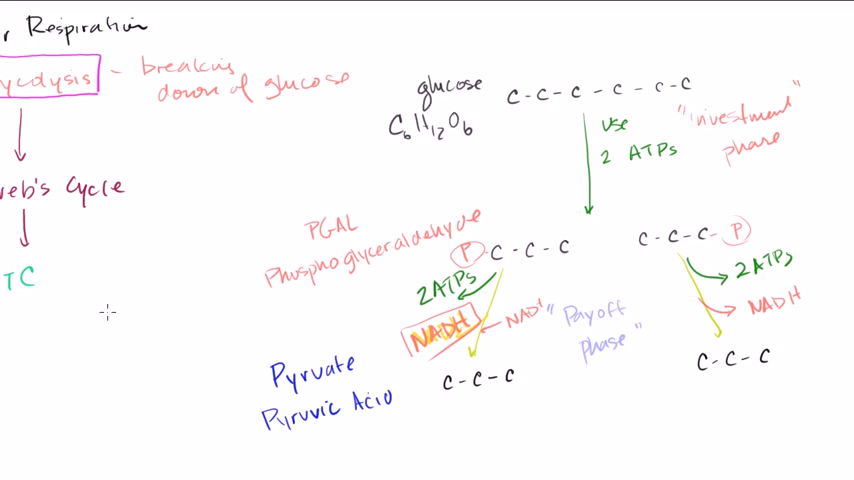 r Respiration
ycolysis - breaking
down of glucose
reb's Cycle
TC
glucose
C6H12O6
C-C-C-C-C-C
Use
2 ATPs
"investment"
phase
PGAL
Phosphoglyceraldehyde
P C-C-C
C-C-C-P
2ATPs
NADH
NAD+
"Payoff
phase"
2ATPs
NADH
Pyruvate
Pyruvic Acid
C-C-C
C-C-C